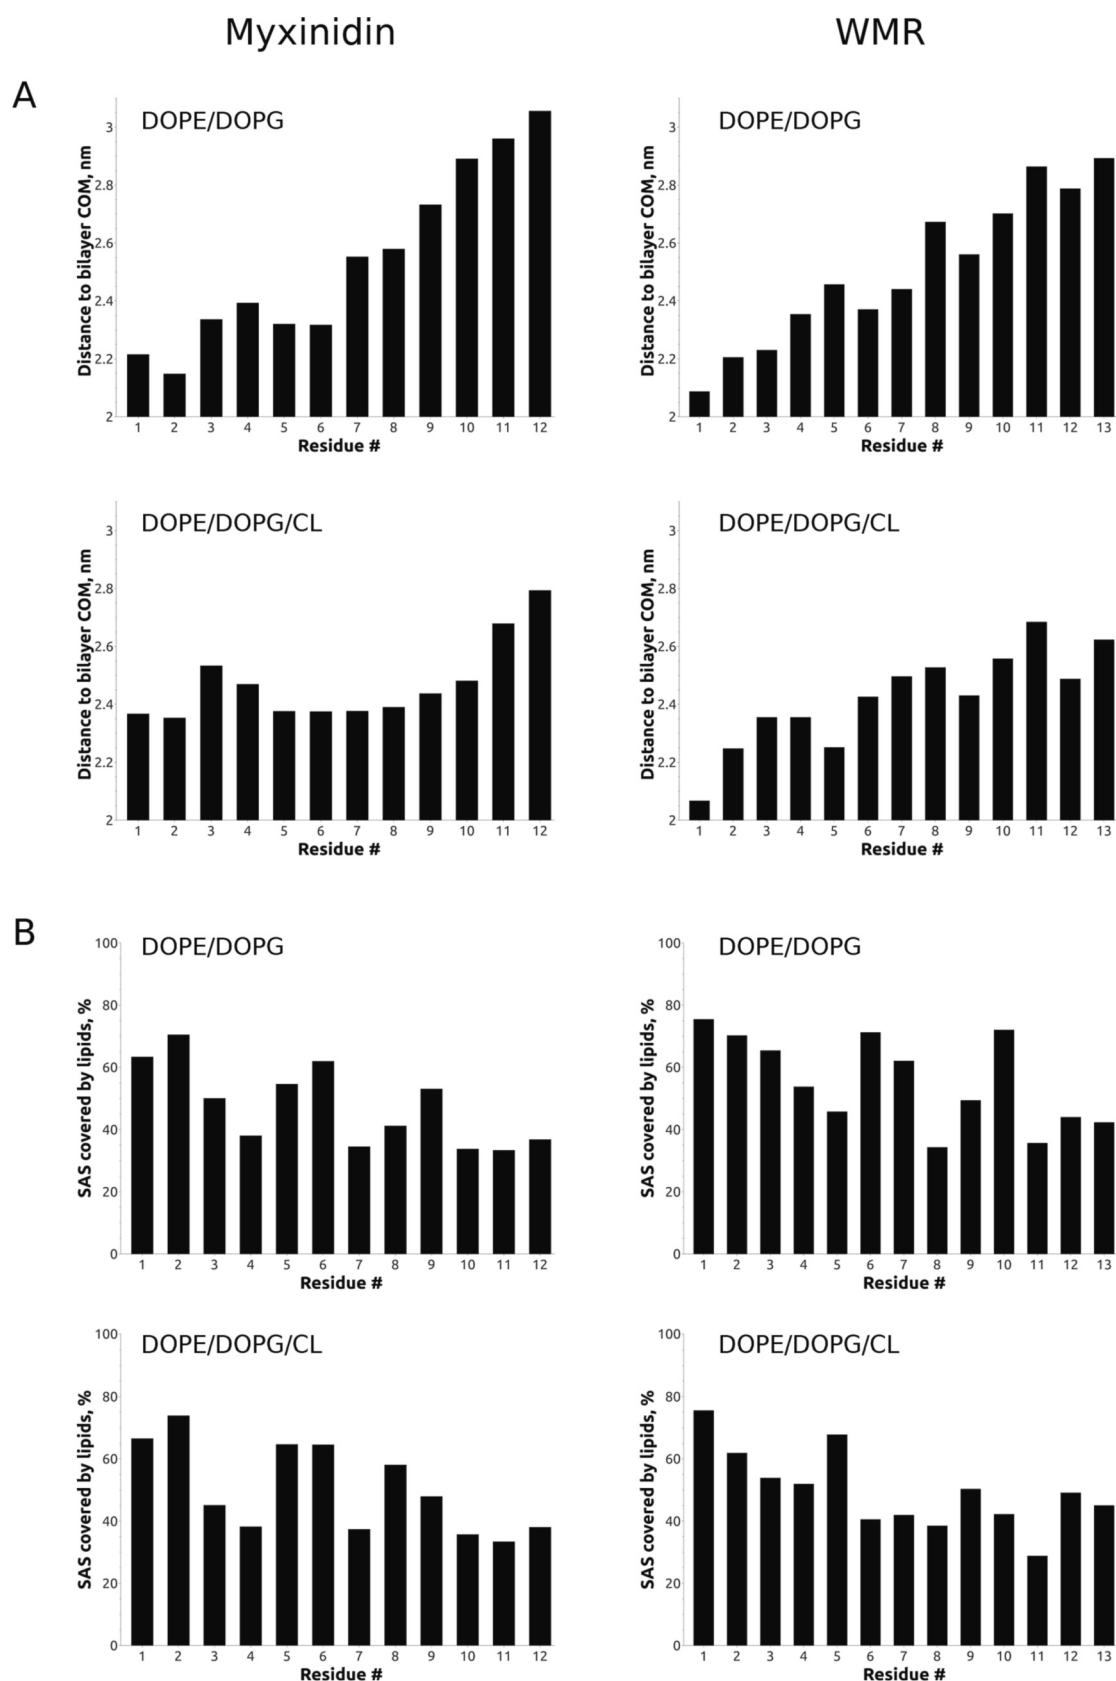 Myxinidin WMR
A
DOPE/DOPG
Distance to bilayer COM, nm
3
2.8
2.6
2.4
2.2
2
1 2 3 4 5 6 7 8 9 10 11 12
Residue #
DOPE/DOPG
Distance to bilayer COM, nm
3
2.8
2.6
2.4
2.2
2
1 2 3 4 5 6 7 8 9 10 11 12 13
Residue #
DOPE/DOPG/CL
Distance to bilayer COM, nm
3
2.8
2.6
2.4
2.2
2
1 2 3 4 5 6 7 8 9 10 11 12
Residue #
DOPE/DOPG/CL
Distance to bilayer COM, nm
3
2.8
2.6
2.4
2.2
2
1 2 3 4 5 6 7 8 9 10 11 12 13
Residue #
B
DOPE/DOPG
SAS covered by lipids, %
100
80
60
40
20
0
1 2 3 4 5 6 7 8 9 10 11 12
Residue #
DOPE/DOPG
SAS covered by lipids, %
100
80
60
40
20
0
1 2 3 4 5 6 7 8 9 10 11 12 13
Residue #
DOPE/DOPG/CL
SAS covered by lipids, %
100
80
60
40
20
0
1 2 3 4 5 6 7 8 9 10 11 12
Residue #
DOPE/DOPG/CL
SAS covered by lipids, %
100
80
60
40
20
0
1 2 3 4 5 6 7 8 9 10 11 12 13
Residue #